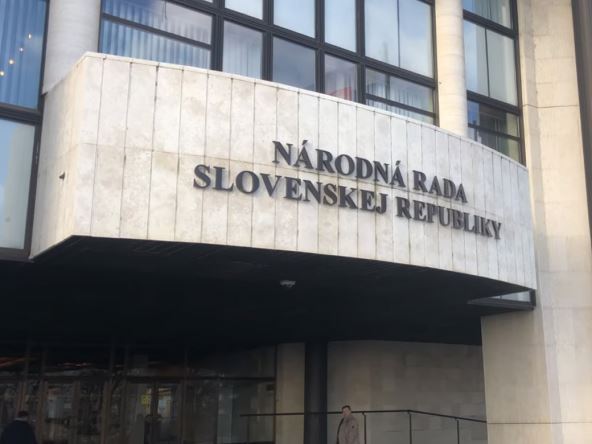 NÁRODNÁ RADA
SLOVENSKEJ REPUBLIKY